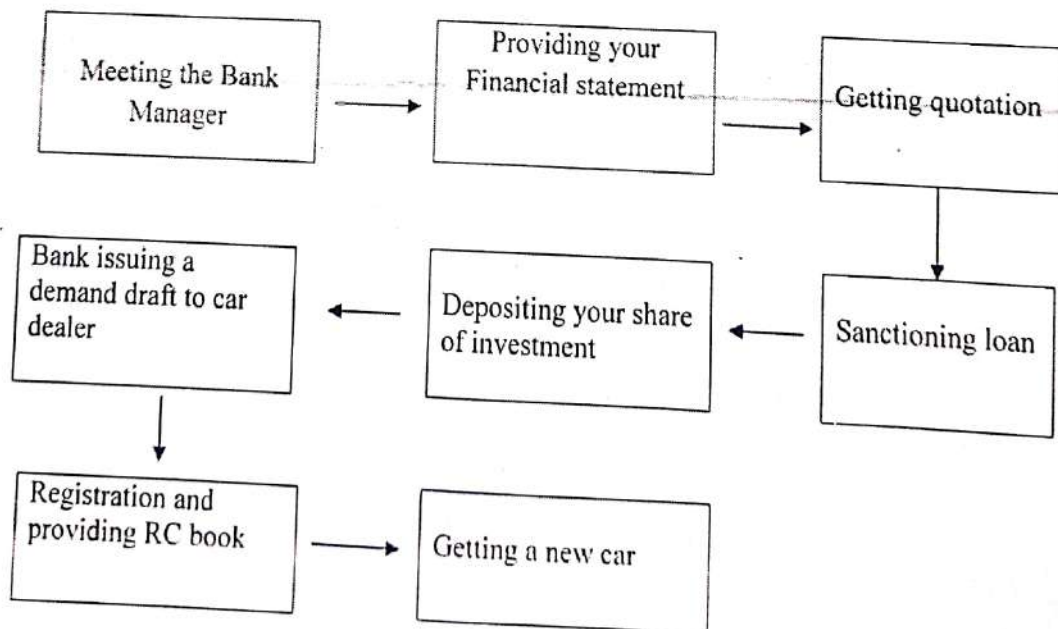 Meeting the Bank
Manager
Providing your
Financial statement
Getting quotation
Sanctioning loan
Depositing your share
of investment
Bank issuing a
demand draft to car
dealer
Registration and
providing RC book
Getting a new car